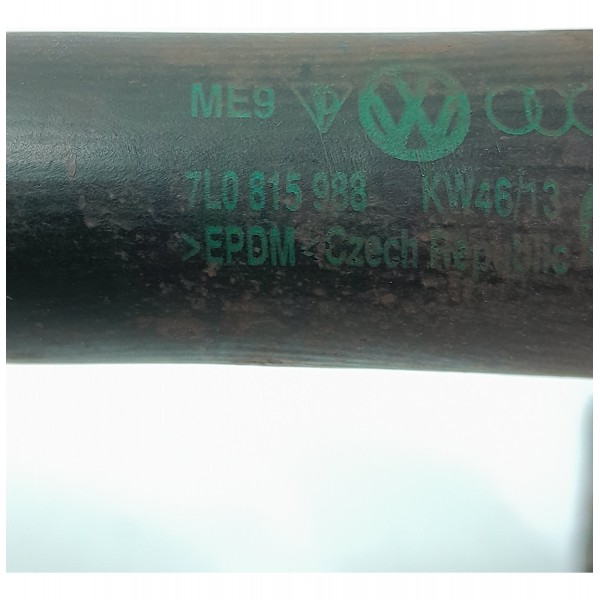 ME9
7L0 815 988 KW46/13
>EPDM - Czech Republic